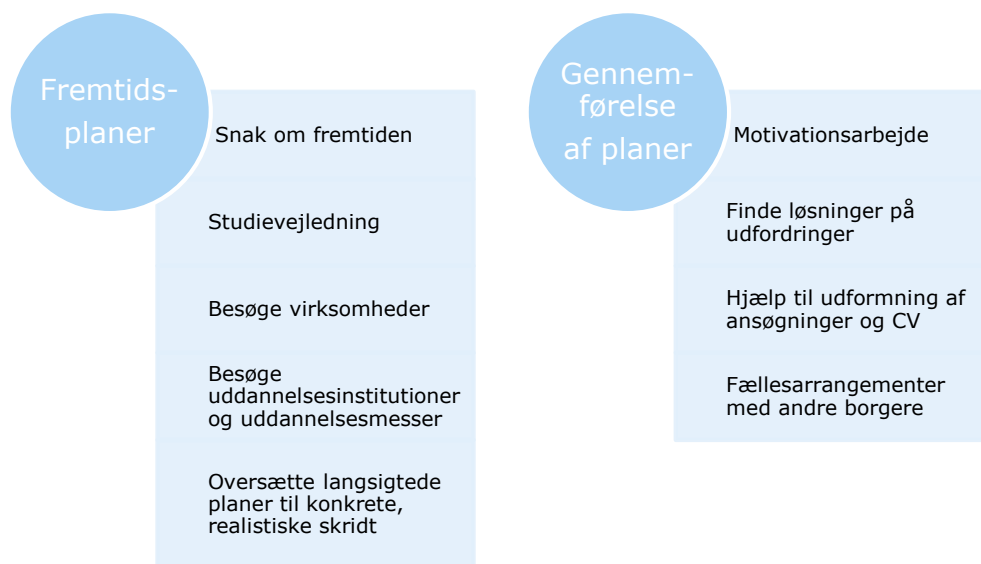 Fremtids-
planer
Snak om fremtiden
Studievejledning
Besøge virksomheder
Besøge
uddannelsesinstitutioner
og uddannelsesmesser
Oversætte langsigtede
planer til konkrete,
realistiske skridt
Gennem-
førelse
af planer
Motivationsarbejde
Finde løsninger på
udfordringer
Hjælp til udformning af
ansøgninger og CV
Fællesarrangementer
med andre borgere